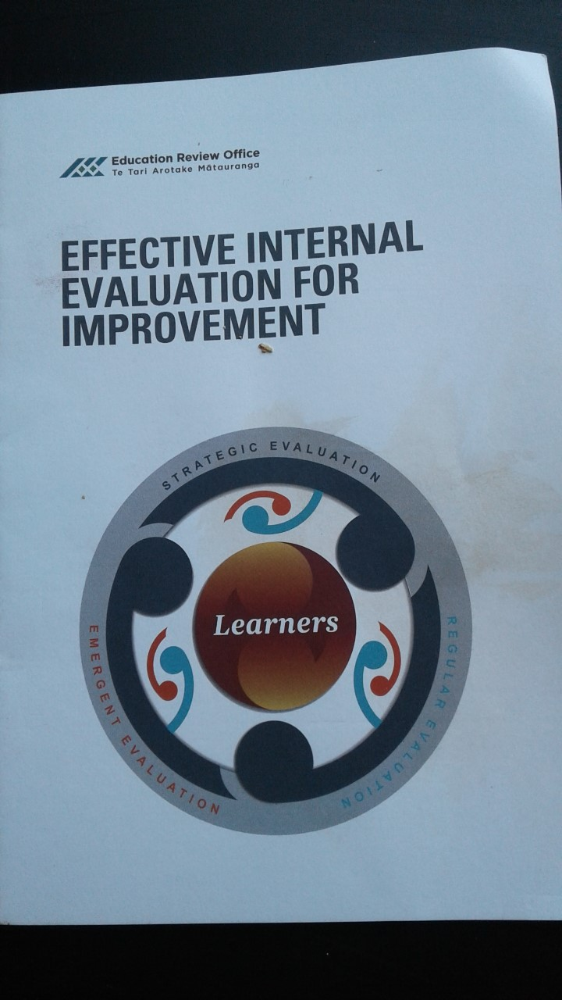 Education Review Office
Te Tari Arotake Mātauranga
EFFECTIVE INTERNAL
EVALUATION FOR
IMPROVEMENT
STRATEGIC EVALUATION
Learners
EMERGENT EVALUATION
REGULAR EVALUATION